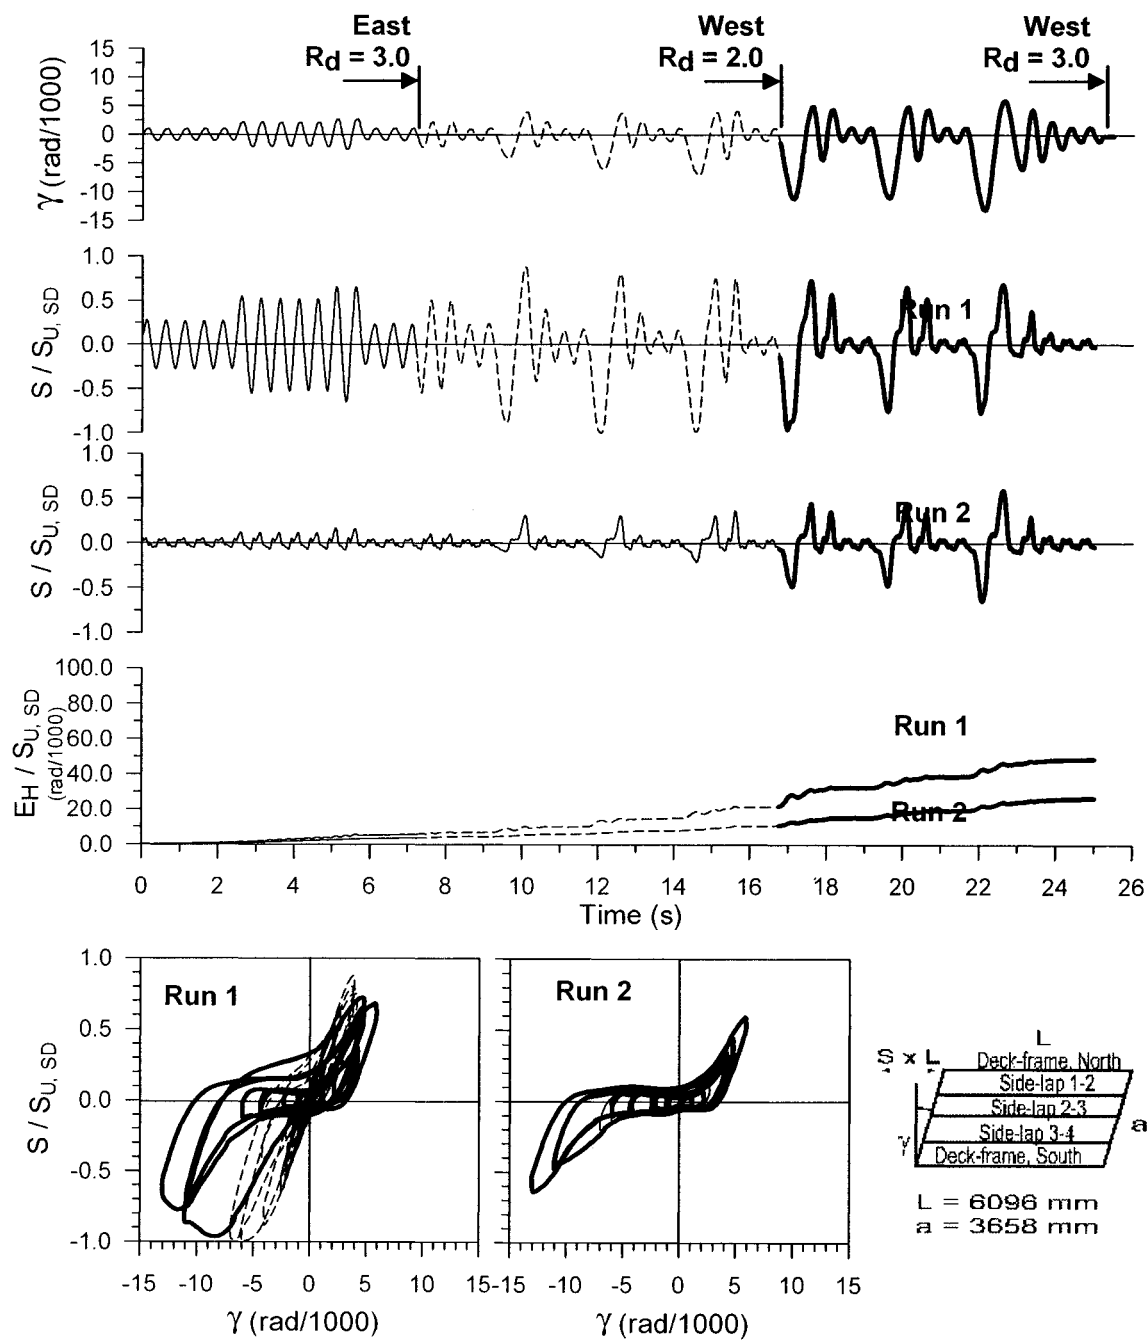 East
Rd = 3.0
West
Rd = 2.0
West
Rd = 3.0
γ (rad/1000)
15
10
5
0
-5
-10
-15
S / SU, SD
1.0
0.5
0.0
-0.5
-1.0
Run 1
S / SU, SD
1.0
0.5
0.0
-0.5
-1.0
Run 2
EH / SU, SD
(rad/1000)
100.0
80.0
60.0
40.0
20.0
0.0
Run 1
Run 2
0 2 4 6 8 10 12 14 16 18 20 22 24 26
Time (s)
S / SU, SD
1.0
0.5
0.0
-0.5
-1.0
Run 1
-15 -10 -5 0 5 10 15
γ (rad/1000)
Run 2
-15 -10 -5 0 5 10 15
γ (rad/1000)
L
S x L
Deck-frame, North
Side-lap 1-2
Side-lap 2-3
Side-lap 3-4
Deck-frame, South
γ
a
L = 6096 mm
a = 3658 mm